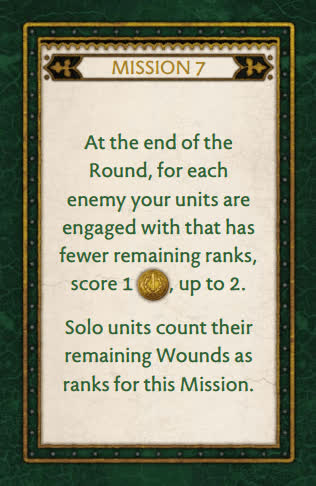 MISSION 7
At the end of the
Round, for each
enemy your units are
engaged with that has
fewer remaining ranks,
score 1 , up to 2.
Solo units count their
remaining Wounds as
ranks for this Mission.